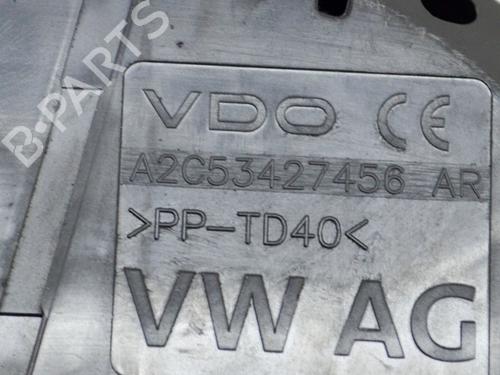 B-PARTS
VDO CE
A2C53427456 AR
>PP-TD40<
VW AG